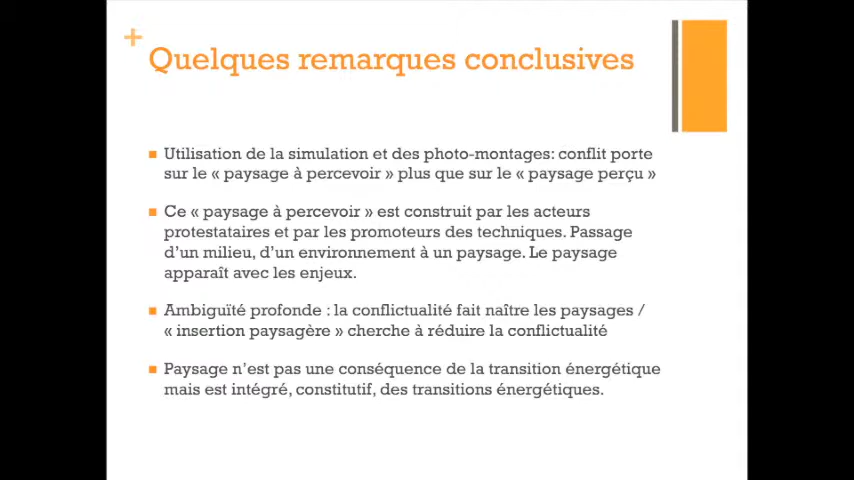 +
Quelques remarques conclusives
Utilisation de la simulation et des photo-montages: conflit porte
sur le « paysage à percevoir » plus que sur le « paysage perçu »
Ce « paysage à percevoir » est construit par les acteurs
protestataires et par les promoteurs des techniques. Passage
d’un milieu, d’un environnement à un paysage. Le paysage
apparaît avec les enjeux.
Ambiguïté profonde : la conflictualité fait naître les paysages /
« insertion paysagère » cherche à réduire la conflictualité
Paysage n’est pas une conséquence de la transition énergétique
mais est intégré, constitutif, des transitions énergétiques.